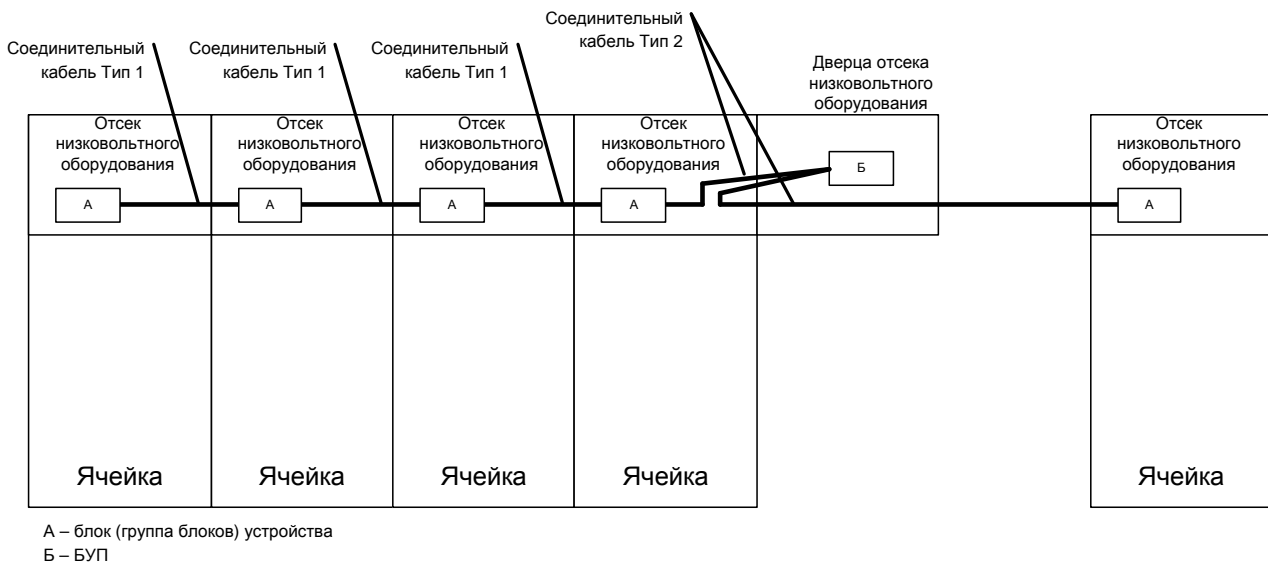 Соединительный
кабель Тип 1
Соединительный
кабель Тип 1
Соединительный
кабель Тип 1
Соединительный
кабель Тип 2
Дверца отсека
низковольтного
оборудования
Отсек
низковольтного
оборудования
Отсек
низковольтного
оборудования
Отсек
низковольтного
оборудования
Отсек
низковольтного
оборудования
Отсек
низковольтного
оборудования
А
А
А
А
Б
А
Ячейка
Ячейка
Ячейка
Ячейка
Ячейка
А – блок (группа блоков) устройства
Б – БУП